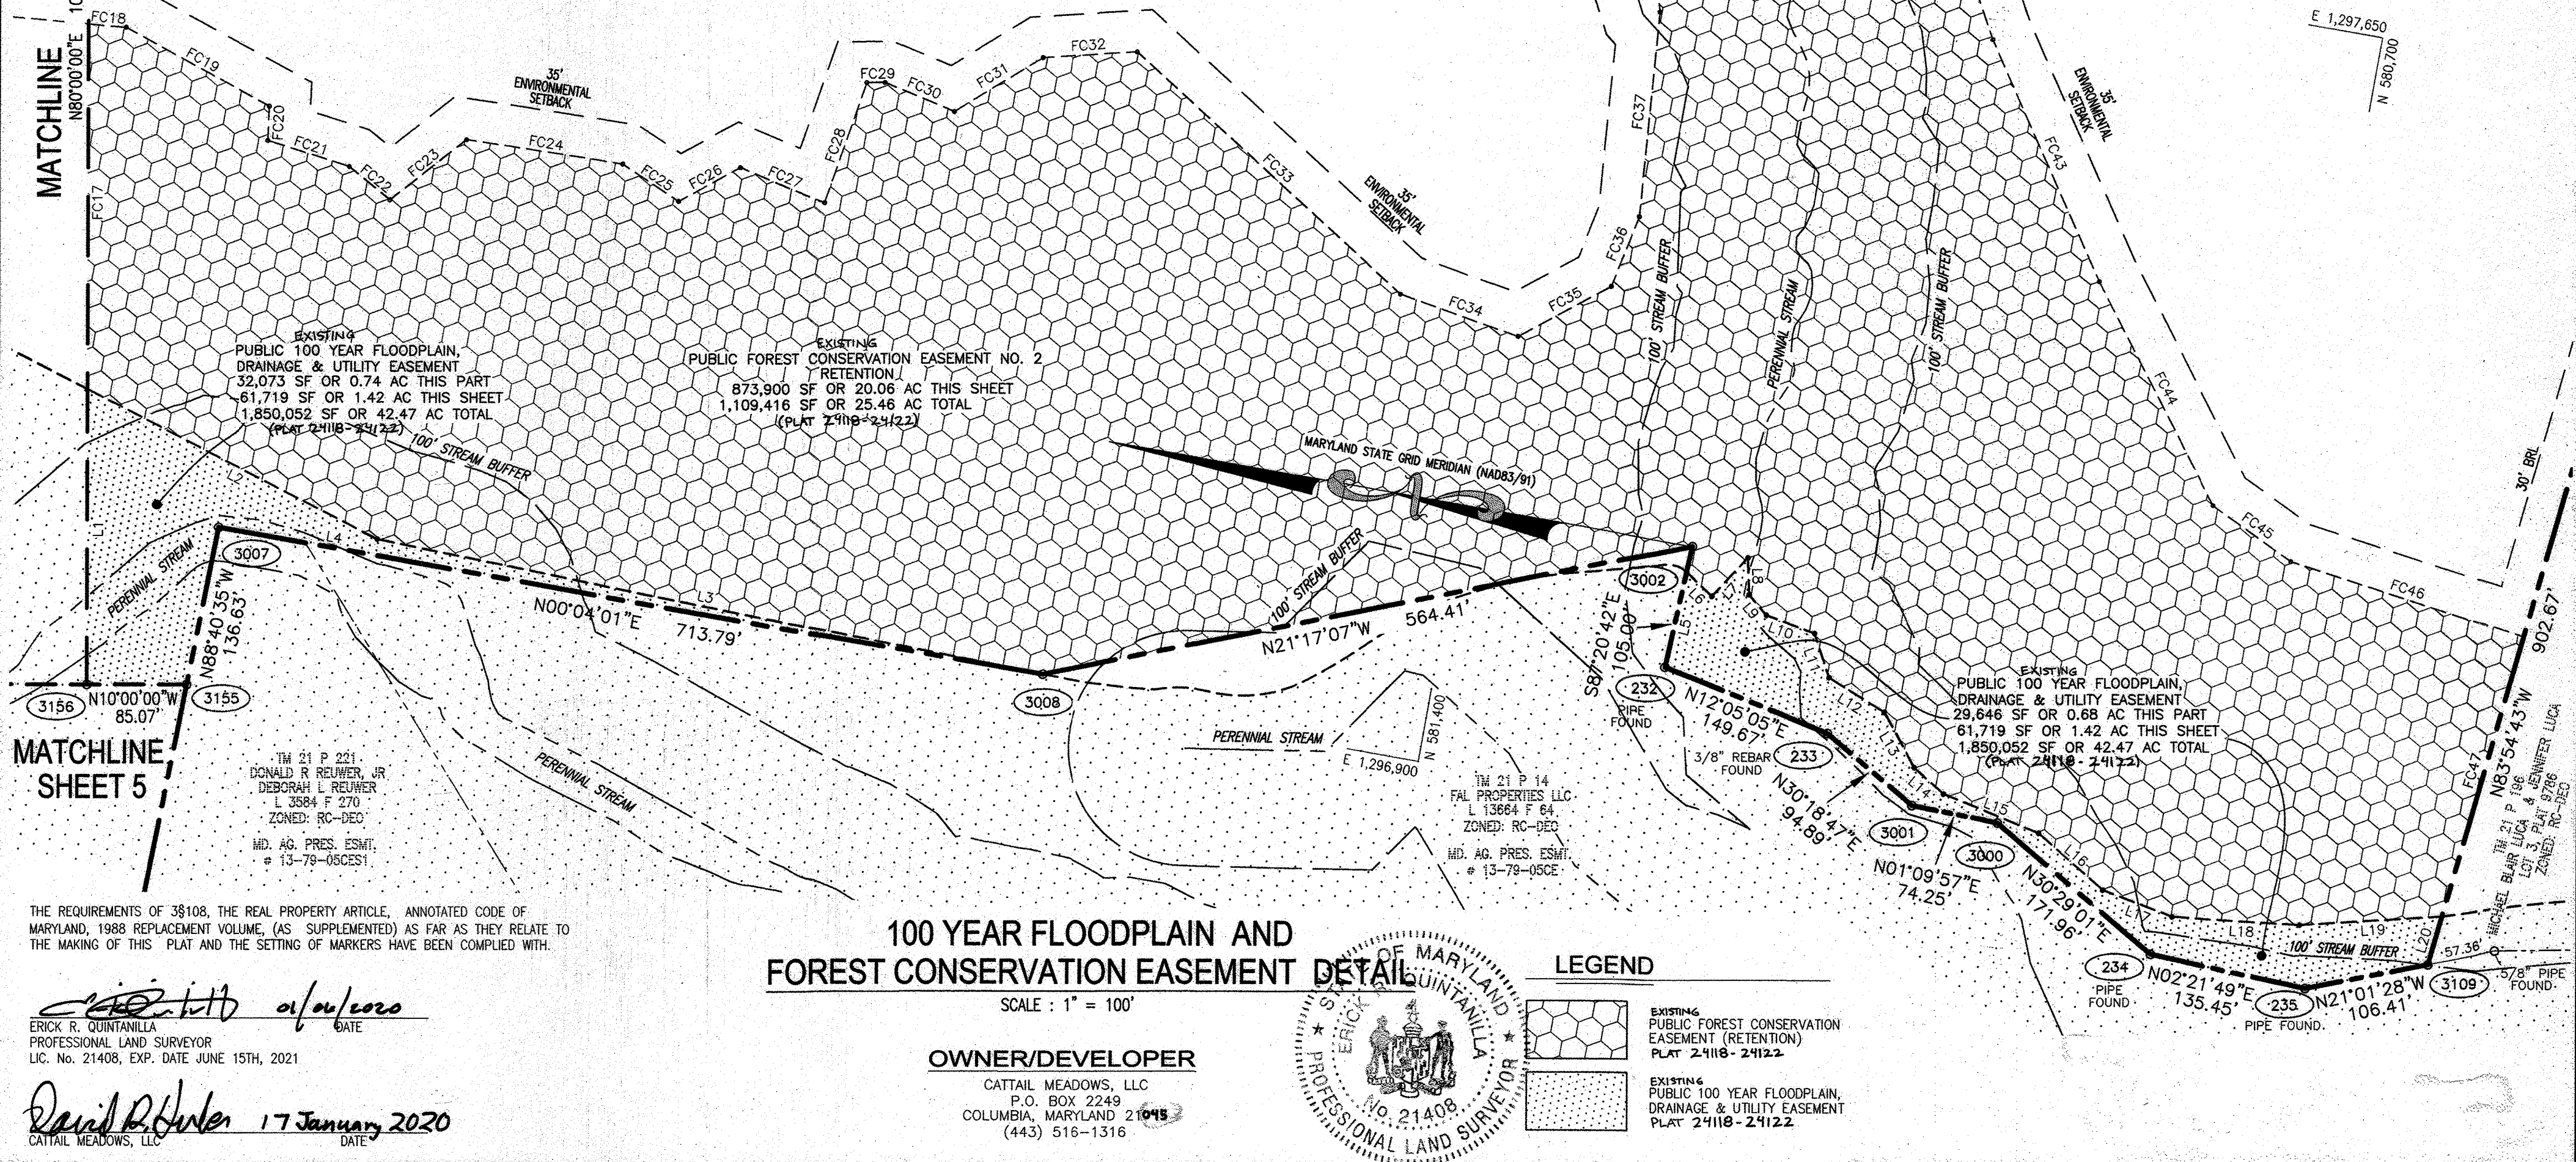 MATCHLINE
N80°00'00"E
FC17
FC18
FC19
FC20
FC21
FC22
FC23
FC24
FC25
FC26
FC27
FC28
FC29
FC30
FC31
FC32
FC33
FC34
FC35
FC36
FC37
FC43
FC44
FC45
FC46
FC47
35'
ENVIRONMENTAL
SETBACK
35'
ENVIRONMENTAL
SETBACK
35'
ENVIRONMENTAL
SETBACK
E 1,297,650
N 580,700
100' STREAM BUFFER
PERENNIAL STREAM
100' STREAM BUFFER
30' BRL
EXISTING
PUBLIC 100 YEAR FLOODPLAIN,
DRAINAGE & UTILITY EASEMENT
32,073 SF OR 0.74 AC THIS PART
61,719 SF OR 1.42 AC THIS SHEET
1,850,052 SF OR 42.47 AC TOTAL
(PLAT 24118-24122)
EXISTING
PUBLIC FOREST CONSERVATION EASEMENT NO. 2
RETENTION
873,900 SF OR 20.06 AC THIS SHEET
1,109,416 SF OR 25.46 AC TOTAL
(PLAT 24118-24122)
100' STREAM BUFFER
MARYLAND STATE GRID MERIDIAN (NAD83/91)
L1
L2
L3
L4
L5
L6
L7
L8
L9
L10
L11
L12
L13
L14
L15
L16
L17
L18
L19
L20
PERENNIAL STREAM
3007
N88°40'35"W
136.63'
N00°04'01"E
713.79'
100' STREAM BUFFER
N21°17'07"W
564.41'
3002
S87°20'42"E
105.00'
3156
N10°00'00"W
85.07'
3155
3008
232
PIPE
FOUND
N12°05'05"E
149.67'
233
3/8" REBAR
FOUND
N30°18'47"E
94.89'
3001
N01°09'57"E
74.25'
3000
N30°29'01"E
171.96'
234
PIPE
FOUND
N02°21'49"E
135.45'
235
PIPE FOUND
N21°01'28"W
106.41'
3109
57.36'
5/8" PIPE
FOUND
100' STREAM BUFFER
902.67'
N83°54'43"W
TM 21 P 196
MICHAEL BLAIR LUCA & JENNIFER LUCA
LOT 3, PLAT 9786
ZONED: RC-DEO
EXISTING
PUBLIC 100 YEAR FLOODPLAIN,
DRAINAGE & UTILITY EASEMENT
29,646 SF OR 0.68 AC THIS PART
61,719 SF OR 1.42 AC THIS SHEET
1,850,052 SF OR 42.47 AC TOTAL
(PLAT 24118-24122)
MATCHLINE
SHEET 5
TM 21 P 221
DONALD R REUWER, JR
DEBORAH L REUWER
L 3584 F 270
ZONED: RC-DEO
MD. AG. PRES. ESMT.
# 13-79-05CES1
PERENNIAL STREAM
PERENNIAL STREAM
E 1,296,900
N 581,400
TM 21 P 14
FAL PROPERTIES LLC
L 13664 F 64
ZONED: RC-DEO
MD. AG. PRES. ESMT.
# 13-79-05CE
THE REQUIREMENTS OF 3§108, THE REAL PROPERTY ARTICLE, ANNOTATED CODE OF
MARYLAND, 1988 REPLACEMENT VOLUME, (AS SUPPLEMENTED) AS FAR AS THEY RELATE TO
THE MAKING OF THIS PLAT AND THE SETTING OF MARKERS HAVE BEEN COMPLIED WITH.
01/06/2020
ERICK R. QUINTANILLA DATE
PROFESSIONAL LAND SURVEYOR
LIC. No. 21408, EXP. DATE JUNE 15TH, 2021
17 January 2020
CATTAIL MEADOWS, LLC DATE
100 YEAR FLOODPLAIN AND
FOREST CONSERVATION EASEMENT DETAIL
SCALE : 1" = 100'
OWNER/DEVELOPER
CATTAIL MEADOWS, LLC
P.O. BOX 2249
COLUMBIA, MARYLAND 21045
(443) 516-1316
STATE OF MARYLAND
ERICK R. QUINTANILLA
No. 21408
PROFESSIONAL LAND SURVEYOR
LEGEND
EXISTING
PUBLIC FOREST CONSERVATION
EASEMENT (RETENTION)
PLAT 24118-24122
EXISTING
PUBLIC 100 YEAR FLOODPLAIN,
DRAINAGE & UTILITY EASEMENT
PLAT 24118-24122